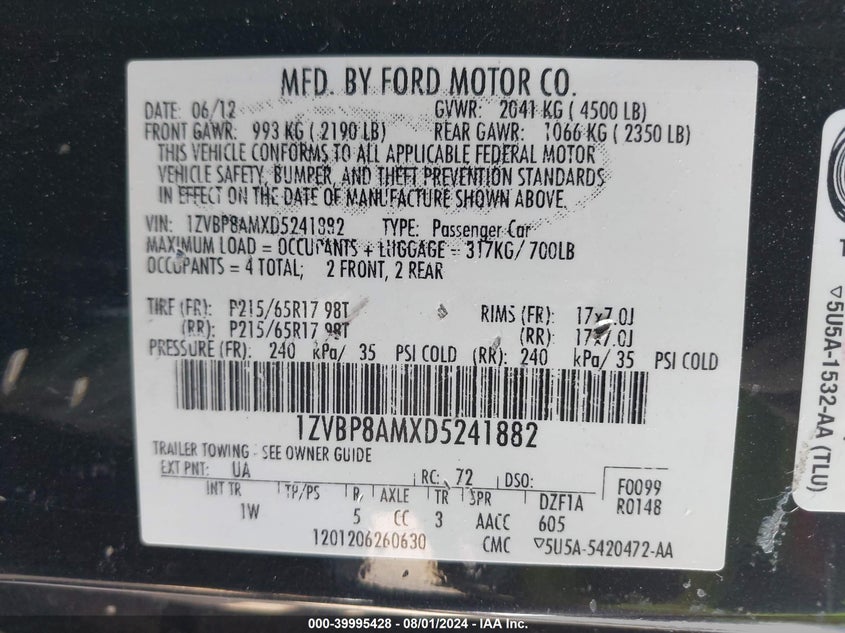 MFD. BY FORD MOTOR CO.
DATE: 06/12 GVWR: 2041 KG ( 4500 LB)
FRONT GAWR: 993 KG ( 2190 LB) REAR GAWR: 1066 KG ( 2350 LB)
THIS VEHICLE CONFORMS TO ALL APPLICABLE FEDERAL MOTOR
VEHICLE SAFETY, BUMPER, AND THEFT PREVENTION STANDARDS
IN EFFECT ON THE DATE OF MANUFACTURE SHOWN ABOVE.
VIN: 1ZVBP8AMXD5241882 TYPE: Passenger Car
MAXIMUM LOAD = OCCUPANTS + LUGGAGE = 317KG/ 700LB
OCCUPANTS = 4 TOTAL; 2 FRONT, 2 REAR
TIRE (FR): P215/65R17 98T RIMS (FR): 17x7.0J
(RR): P215/65R17 98T (RR): 17x7.0J
PRESSURE (FR): 240 kPa/ 35 PSI COLD (RR): 240 kPa/ 35 PSI COLD
1ZVBP8AMXD5241882
TRAILER TOWING - SEE OWNER GUIDE
EXT PNT: UA RC: 72 DSO: F0099
INT TR TP/PS R AXLE TR SPR DZF1A R0148
1W 5 CC 3 AACC 605
1201206260630 CMC ▽5U5A-5420472-AA
▽5U5A-1532-AA (TLU)
000-39995428 - 08/01/2024 - IAA Inc.